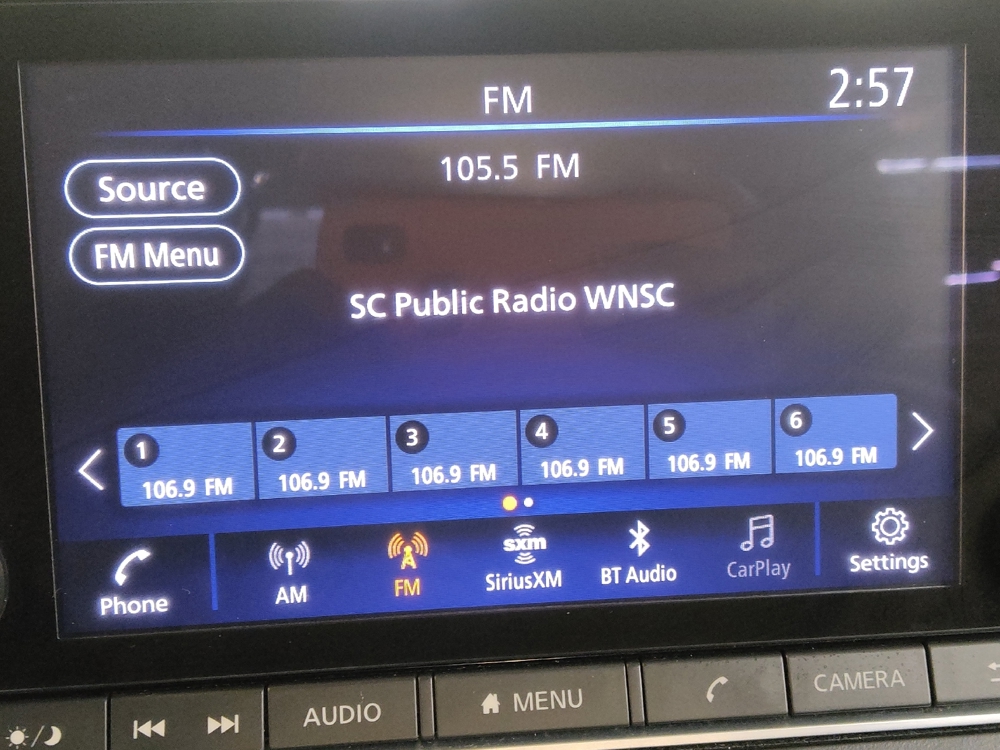 FM
2:57
105.5 FM
Source
FM Menu
SC Public Radio WNSC
1 2 3 4 5 6
106.9 FM 106.9 FM 106.9 FM 106.9 FM 106.9 FM 106.9 FM
sxm
Phone AM FM SiriusXM BT Audio CarPlay Settings
AUDIO MENU CAMERA